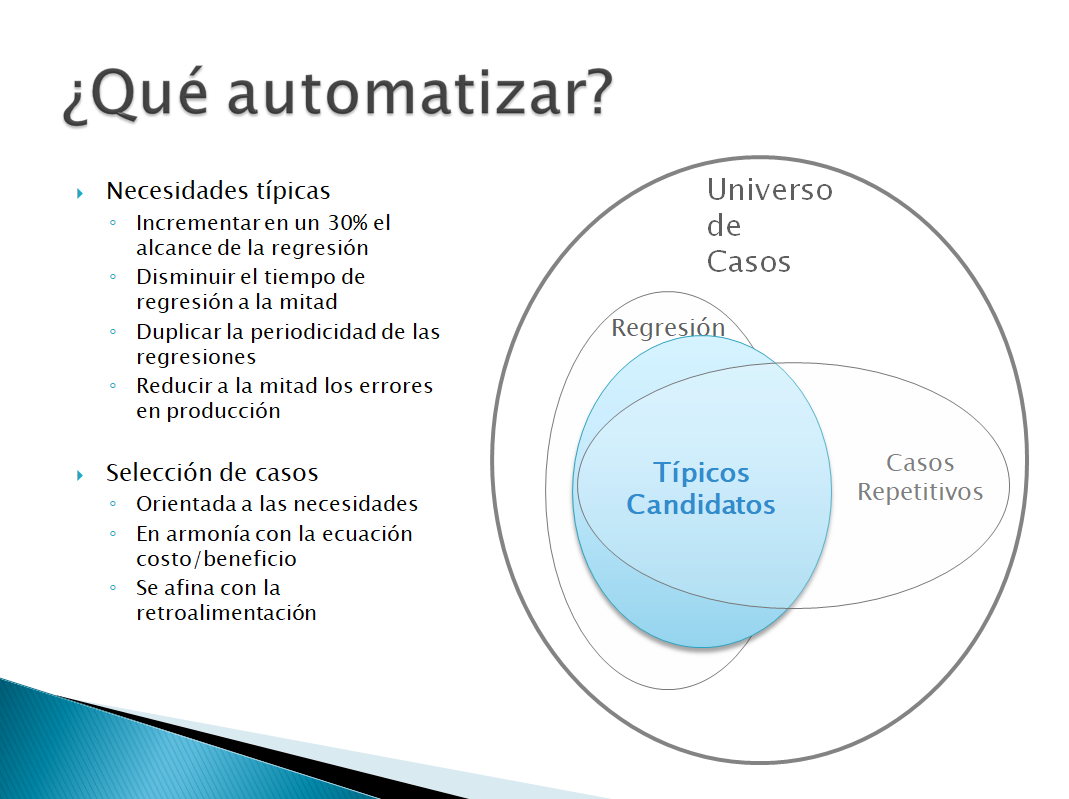 ¿Qué automatizar?
Necesidades típicas
Incrementar en un 30% el
alcance de la regresión
Disminuir el tiempo de
regresión a la mitad
Duplicar la periodicidad de las
regresiones
Reducir a la mitad los errores
en producción
Selección de casos
Orientada a las necesidades
En armonía con la ecuación
costo/beneficio
Se afina con la
retroalimentación
Universo
de
Casos
Regresión
Típicos
Candidatos
Casos
Repetitivos